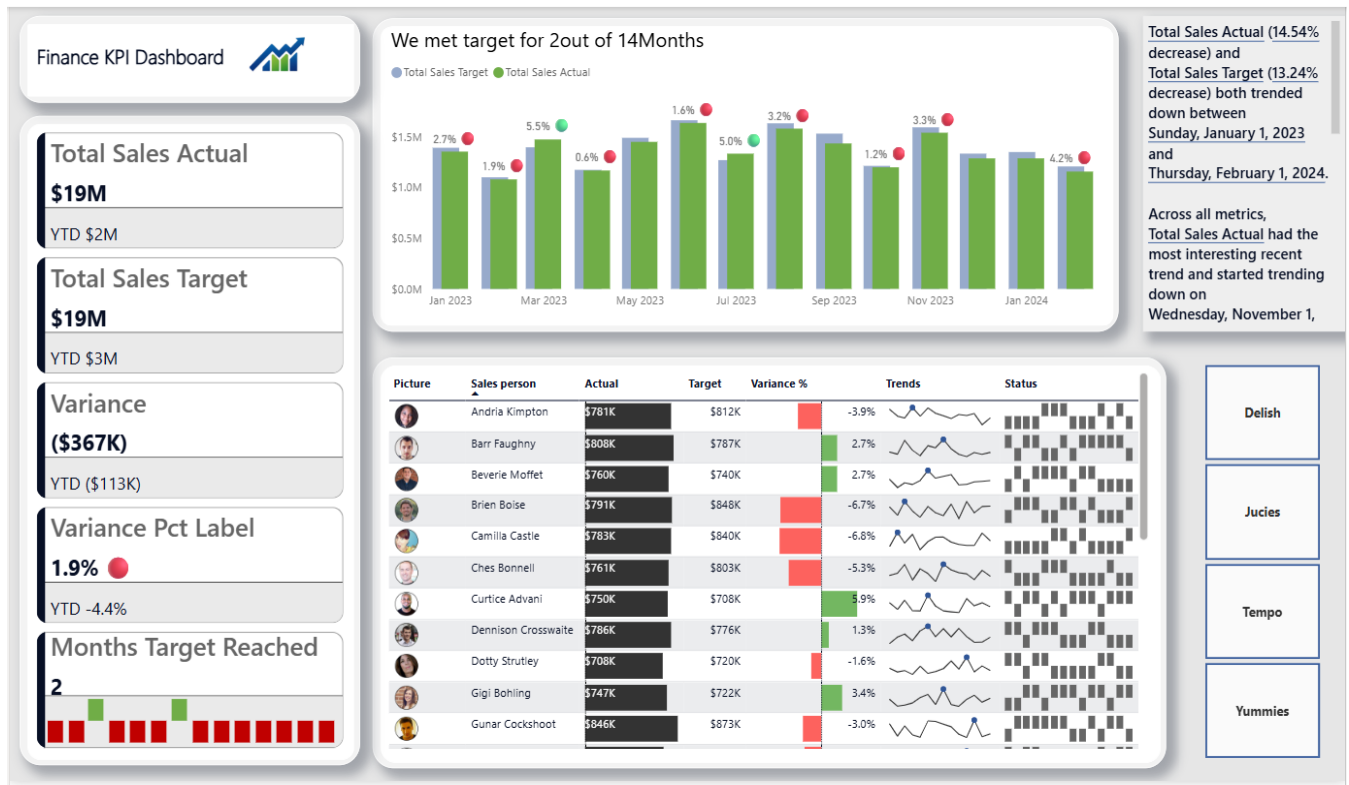 Finance KPI Dashboard
Total Sales Actual
$19M
YTD $2M
Total Sales Target
$19M
YTD $3M
Variance
($367K)
YTD ($113K)
Variance Pct Label
1.9%
YTD -4.4%
Months Target Reached
2
We met target for 2out of 14Months
Total Sales Target Total Sales Actual
$1.5M
$1.0M
$0.5M
$0.0M
2.7% 1.9% 5.5% 0.6% 1.6% 5.0% 3.2% 1.2% 3.3% 4.2%
Jan 2023 Mar 2023 May 2023 Jul 2023 Sep 2023 Nov 2023 Jan 2024
Total Sales Actual (14.54%
decrease) and
Total Sales Target (13.24%
decrease) both trended
down between
Sunday, January 1, 2023
and
Thursday, February 1, 2024.
Across all metrics,
Total Sales Actual had the
most interesting recent
trend and started trending
down on
Wednesday, November 1,
Picture Sales person Actual Target Variance % Trends Status
Andria Kimpton $781K $812K -3.9%
Barr Faughny $808K $787K 2.7%
Beverie Moffet $760K $740K 2.7%
Brien Boise $791K $848K -6.7%
Camilla Castle $783K $840K -6.8%
Ches Bonnell $761K $803K -5.3%
Curtice Advani $750K $708K 5.9%
Dennison Crosswaite $786K $776K 1.3%
Dotty Strutley $708K $720K -1.6%
Gigi Bohling $747K $722K 3.4%
Gunar Cockshoot $846K $873K -3.0%
Delish
Jucies
Tempo
Yummies